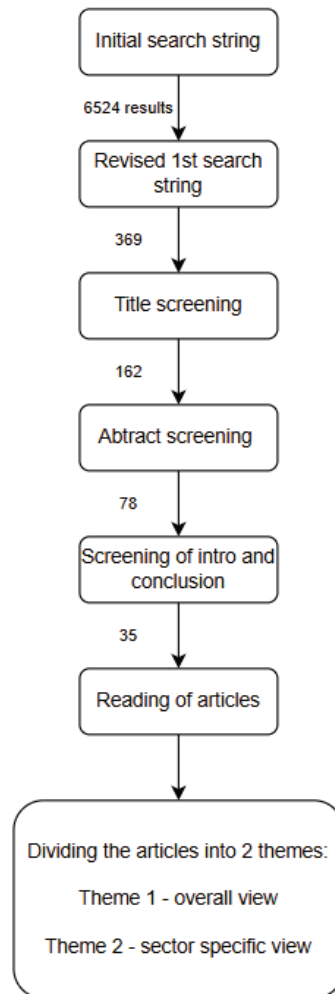 Initial search string
6524 results
Revised 1st search
string
369
Title screening
162
Abtract screening
78
Screening of intro and
conclusion
35
Reading of articles
Dividing the articles into 2 themes:
Theme 1 - overall view
Theme 2 - sector specific view